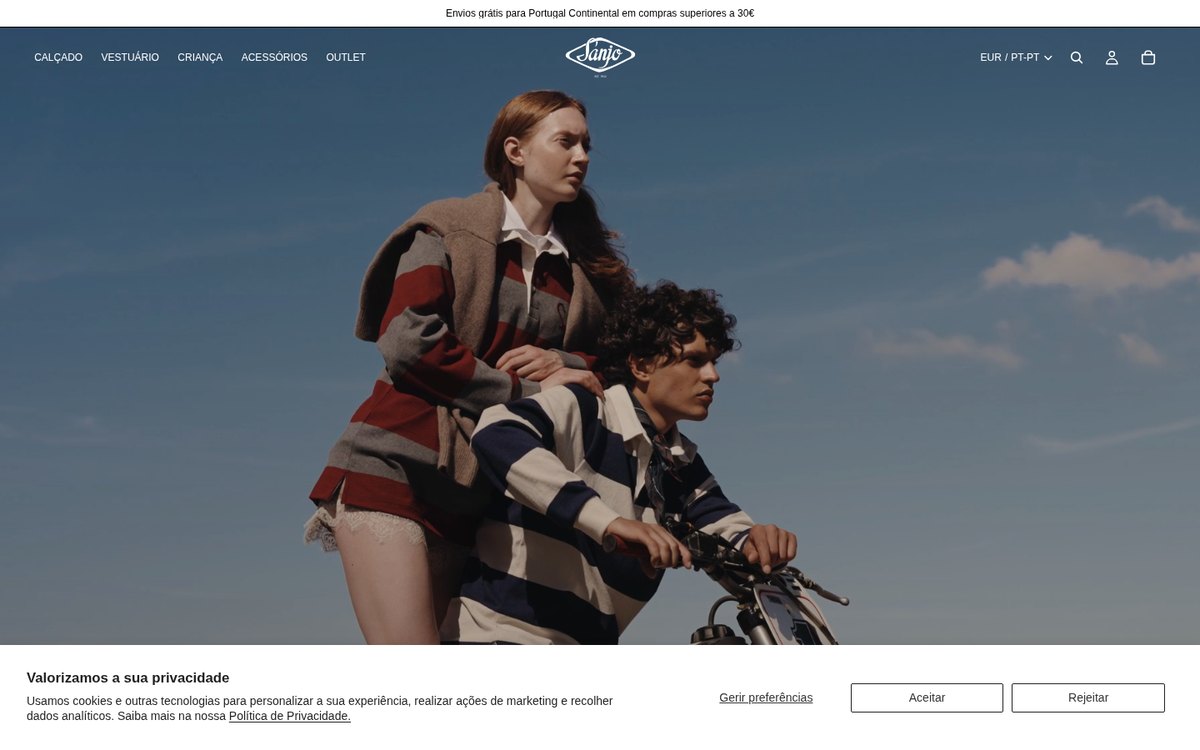 Envios grátis para Portugal Continental em compras superiores a 30€
CALÇADO VESTUÁRIO CRIANÇA ACESSÓRIOS OUTLET
Sanjo
EUR / PT-PT
Valorizamos a sua privacidade
Usamos cookies e outras tecnologias para personalizar a sua experiência, realizar ações de marketing e recolher
dados analíticos. Saiba mais na nossa Política de Privacidade.
Gerir preferências
Aceitar
Rejeitar